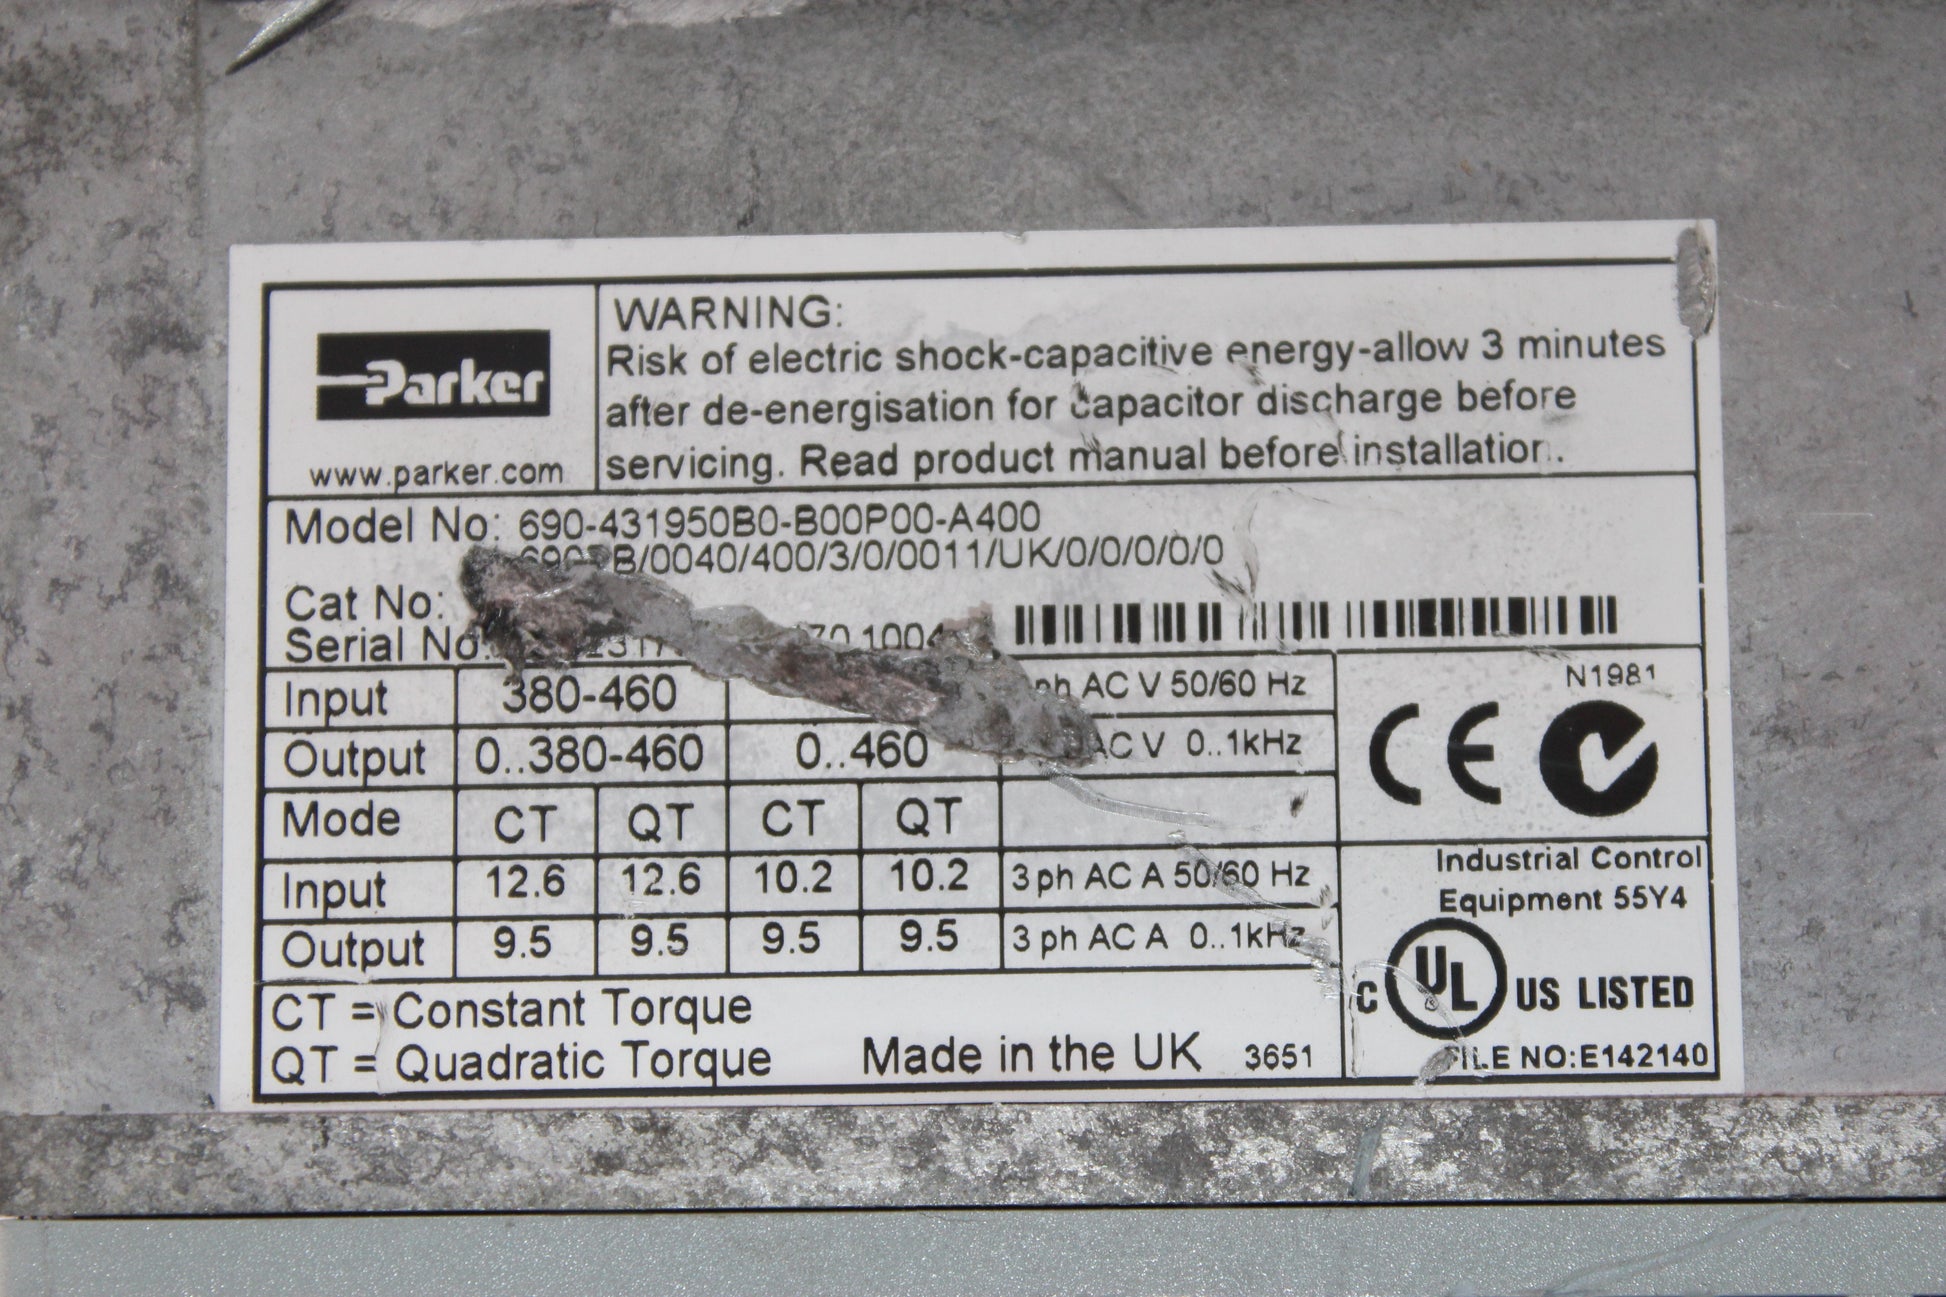 Parker
www.parker.com
WARNING:
Risk of electric shock-capacitive energy-allow 3 minutes
after de-energisation for capacitor discharge before
servicing. Read product manual before installation.
Model No: 690-431950B0-B00P00-A400
/0040/400/3/0/0011/UK/0/0/0/0/0
Cat No:
Serial No:
Input 380-460 ph AC V 50/60 Hz
Output 0..380-460 0..460 AC V 0..1kHz
Mode CT QT CT QT
Input 12.6 12.6 10.2 10.2 3 ph AC A 50/60 Hz
Output 9.5 9.5 9.5 9.5 3 ph AC A 0..1kHz
CT = Constant Torque
QT = Quadratic Torque
Made in the UK 3651
N1981
CE
Industrial Control
Equipment 55Y4
C UL US LISTED
FILE NO:E142140